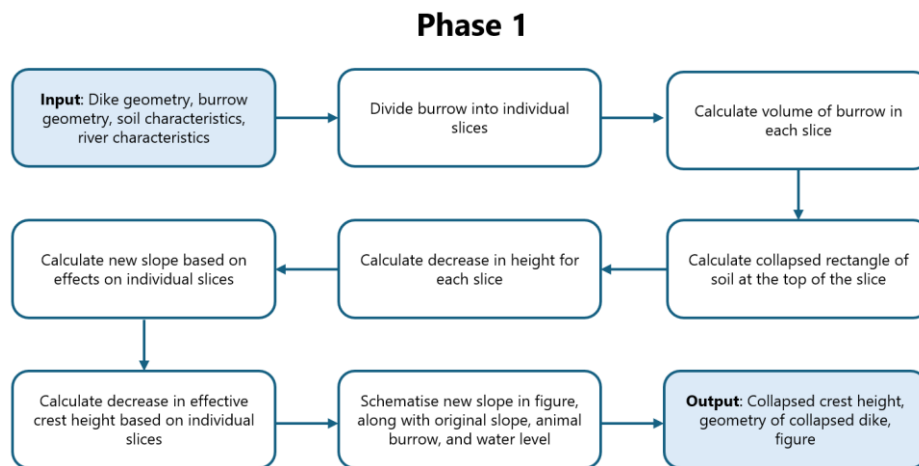 Phase 1
Input: Dike geometry, burrow
geometry, soil characteristics,
river characteristics
Divide burrow into individual
slices
Calculate volume of burrow in
each slice
Calculate new slope based on
effects on individual slices
Calculate decrease in height for
each slice
Calculate collapsed rectangle of
soil at the top of the slice
Calculate decrease in effective
crest height based on individual
slices
Schematise new slope in figure,
along with original slope, animal
burrow, and water level
Output: Collapsed crest height,
geometry of collapsed dike,
figure